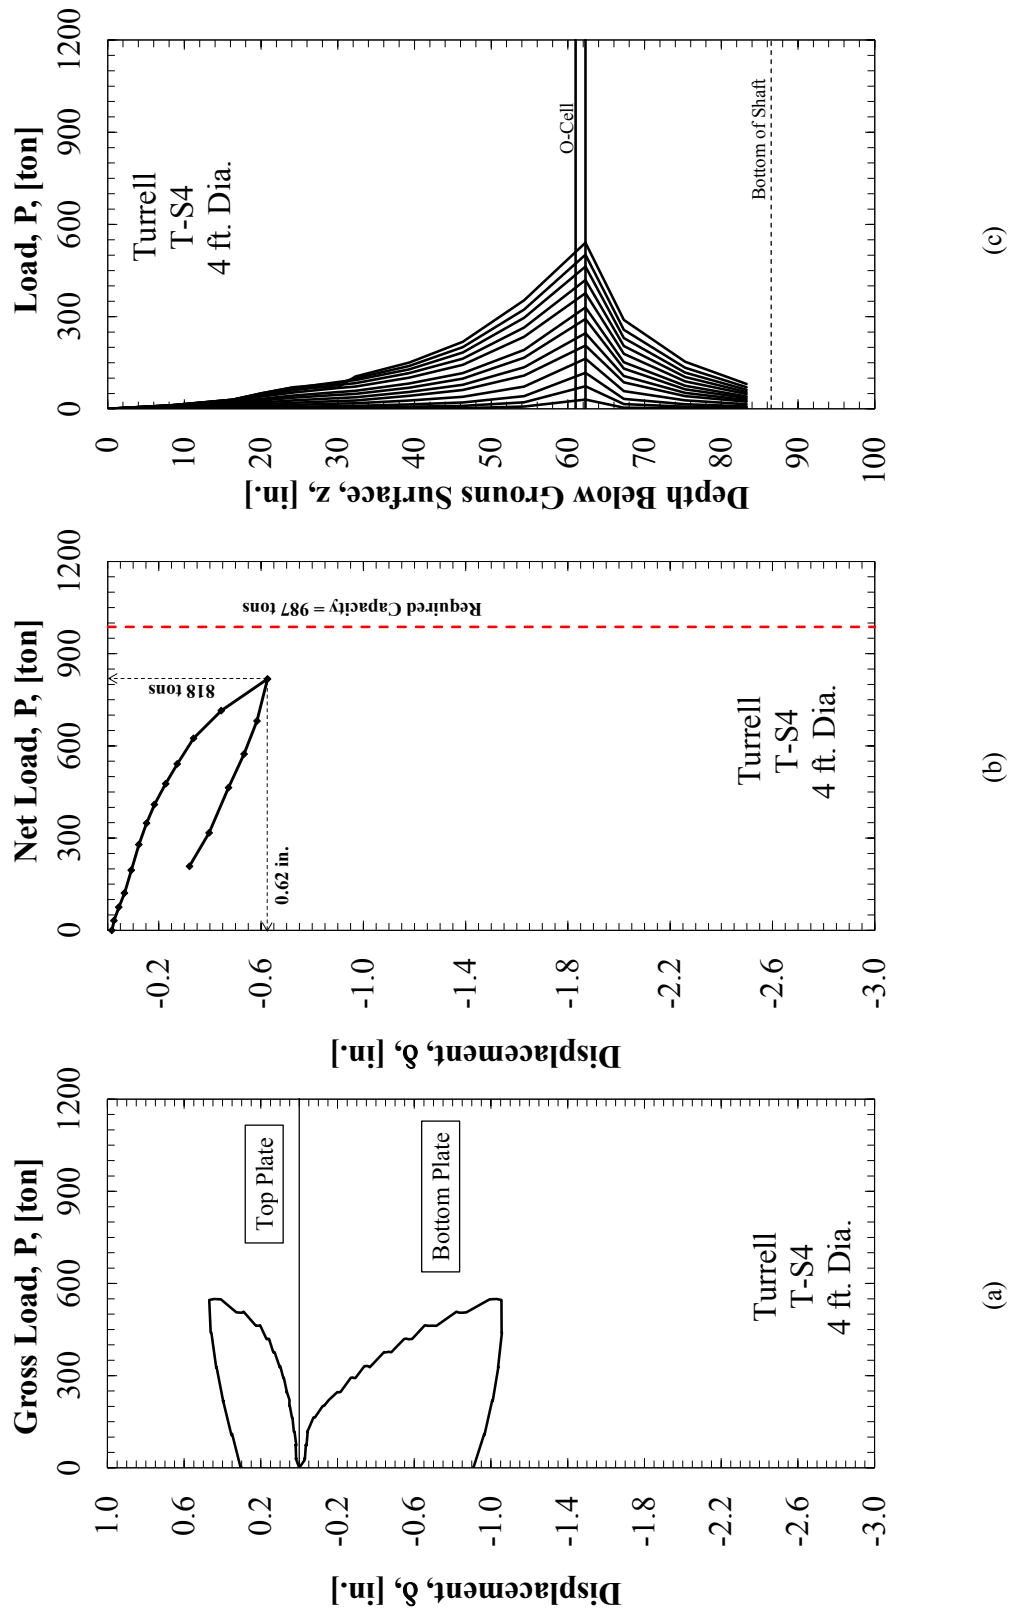 Gross Load, P, [ton]
0 300 600 900 1200
1.0
0.6
0.2
-0.2
-0.6
-1.0
-1.4
-1.8
-2.2
-2.6
-3.0
Displacement, δ, [in.]
Top Plate
Bottom Plate
Turrell
T-S4
4 ft. Dia.
(a)
Net Load, P, [ton]
0 300 600 900 1200
-0.2
-0.6
-1.0
-1.4
-1.8
-2.2
-2.6
-3.0
Displacement, δ, [in.]
818 tons
0.62 in.
Required Capacity = 987 tons
Turrell
T-S4
4 ft. Dia.
(b)
Load, P, [ton]
0 300 600 900 1200
0
10
20
30
40
50
60
70
80
90
100
Depth Below Grouns Surface, z, [in.]
Turrell
T-S4
4 ft. Dia.
O-Cell
Bottom of Shaft
(c)